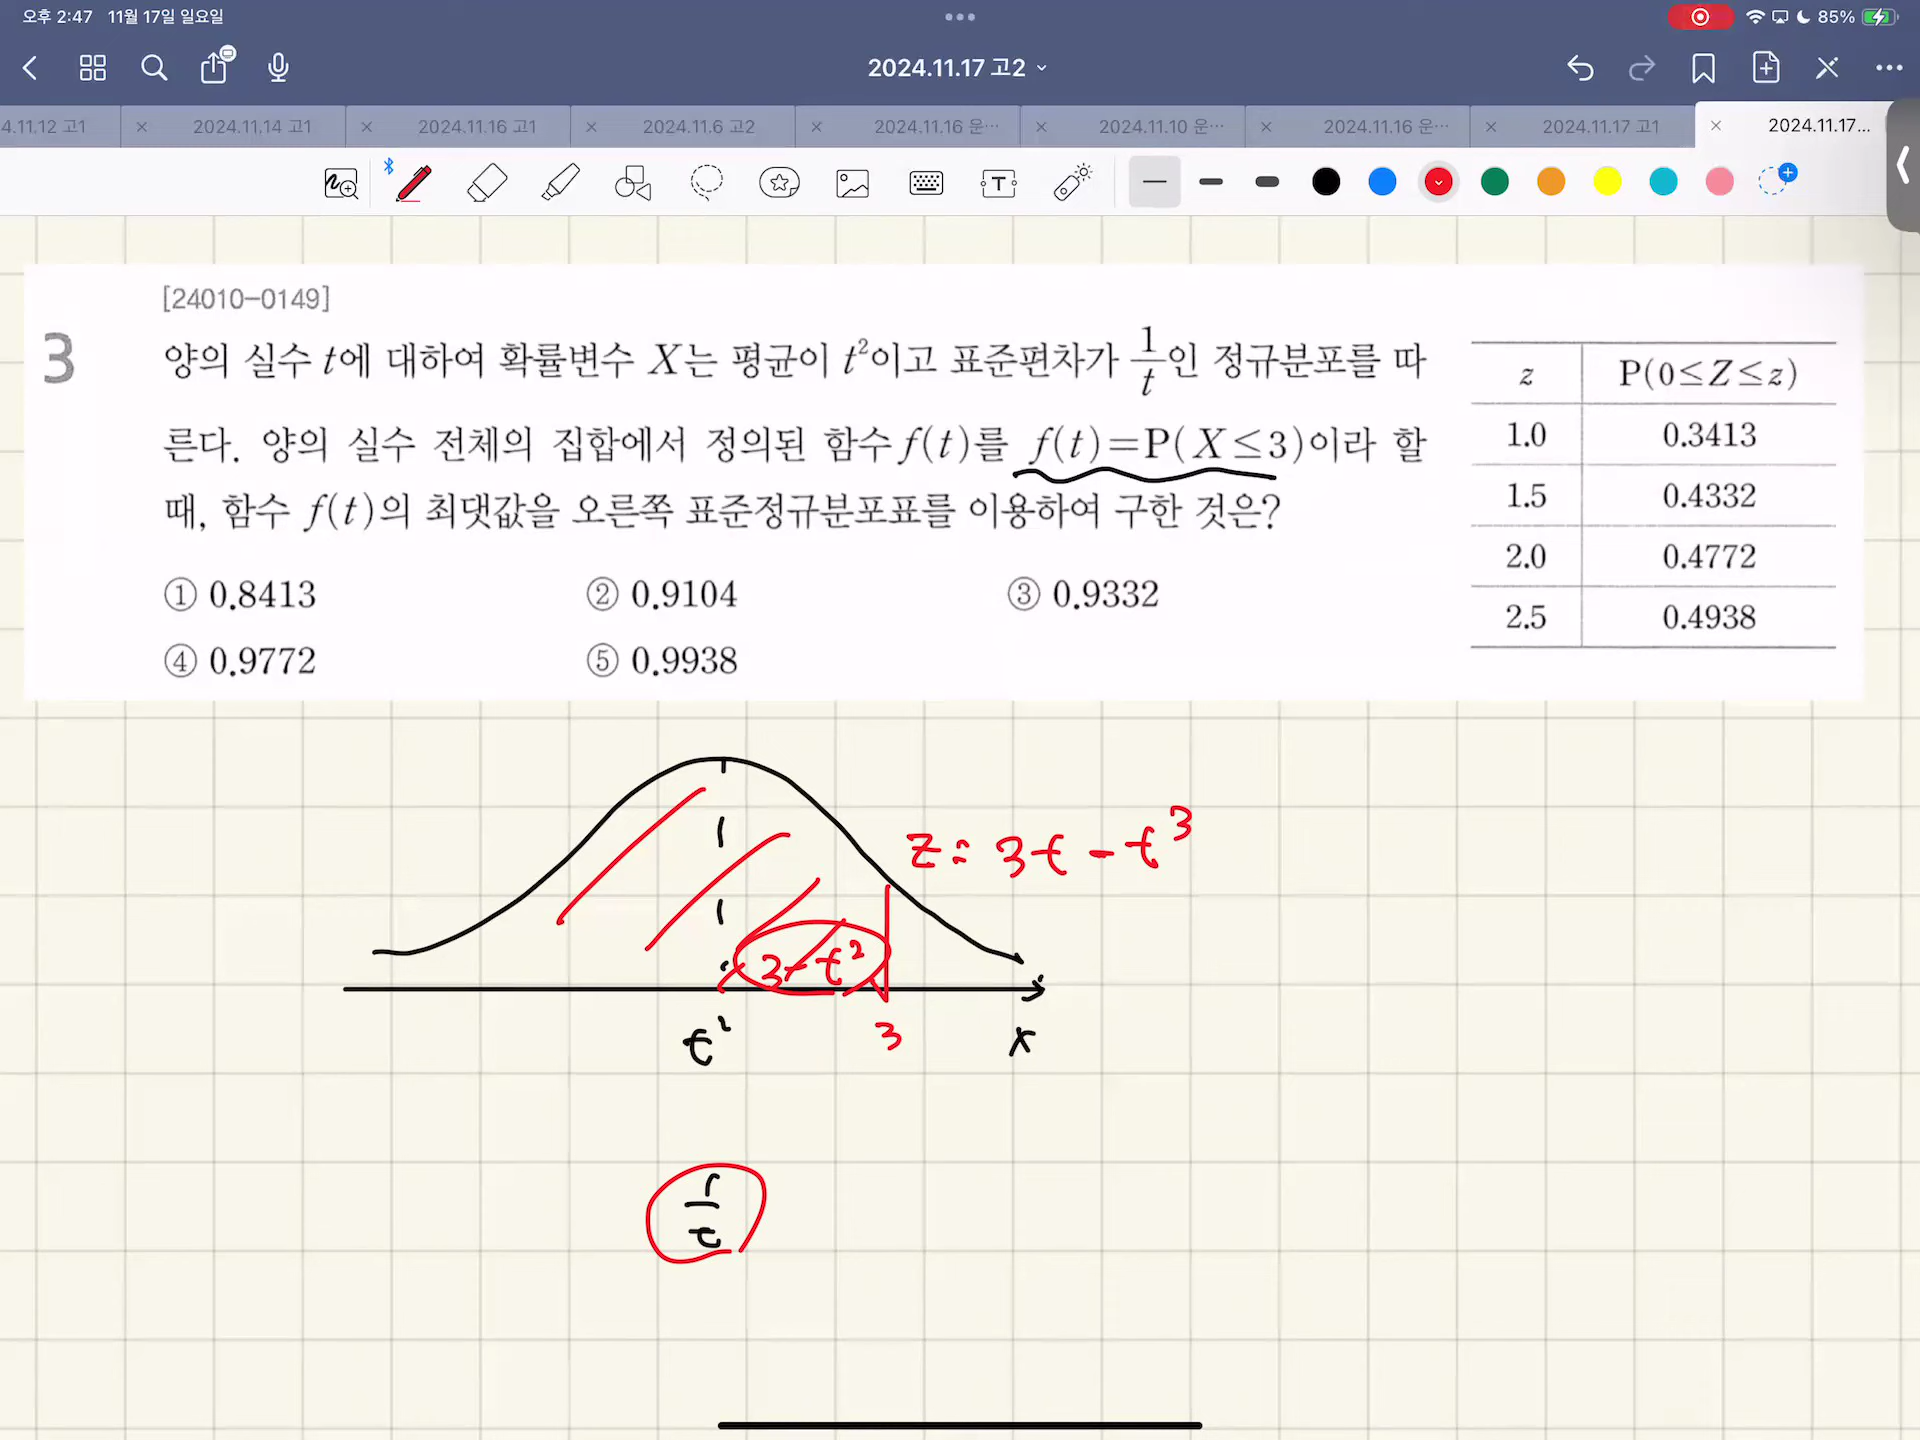 오후 2:47 11월 17일 일요일
85%
2024.11.17 고2
4.11.12 고1
2024.11.14 고1
2024.11.16 고1
2024.11.6 고2
2024.11.16 운…
2024.11.10 운…
2024.11.16 운…
2024.11.17 고1
2024.11.17...
[24010-0149]
3
양의 실수 t에 대하여 확률변수 X는 평균이 t²이고 표준편차가 1/t인 정규분포를 따
른다. 양의 실수 전체의 집합에서 정의된 함수 f(t)를 f(t)=P(X≤3)이라 할
때, 함수 f(t)의 최댓값을 오른쪽 표준정규분포표를 이용하여 구한 것은?
① 0.8413 ② 0.9104 ③ 0.9332
④ 0.9772 ⑤ 0.9938
z P(0≤Z≤z)
1.0 0.3413
1.5 0.4332
2.0 0.4772
2.5 0.4938
z = 3t - t³
3-t²
t² 3 X
1/t